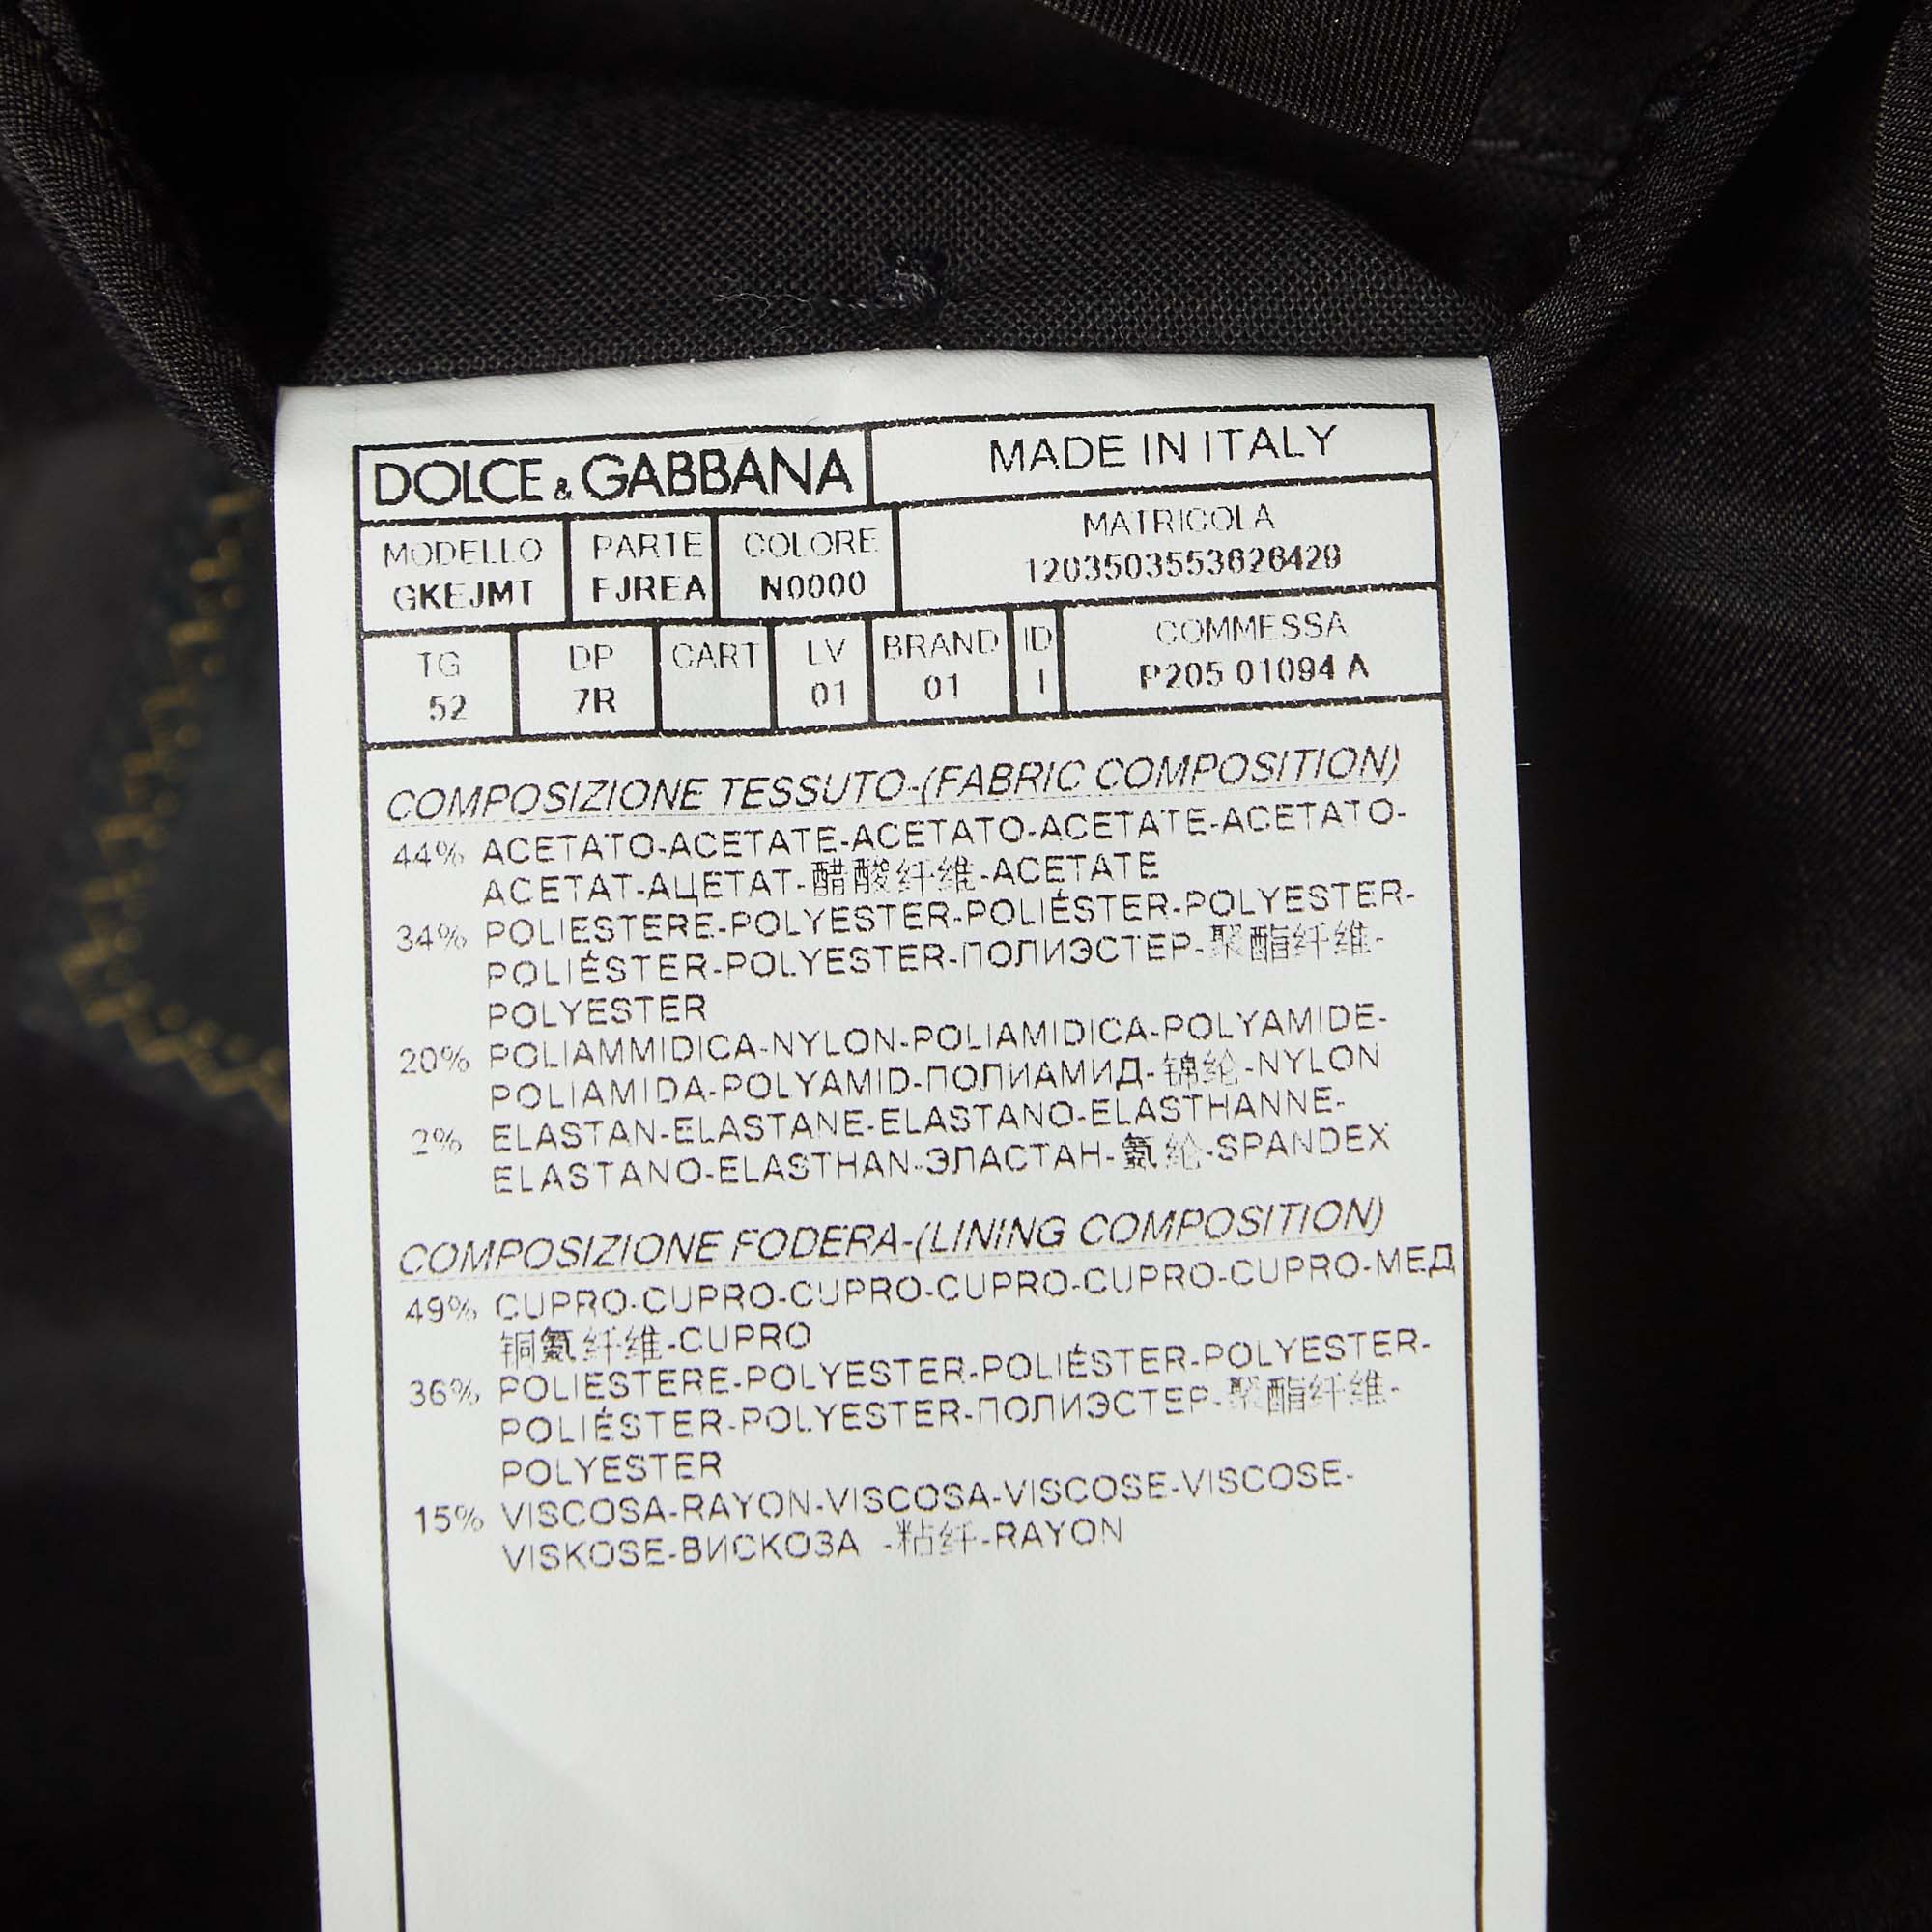 DOLCE & GABBANA MADE IN ITALY
MODELLO PARTE COLORE MATRICOLA
GKEJMT FJREA N0000 1203503553626429
TG DP CART LV BRAND ID COMMESSA
52 7R 01 01 I P205 01094 A
COMPOSIZIONE TESSUTO-(FABRIC COMPOSITION)
44% ACETATO-ACETATE-ACETATO-ACETATE-ACETATO-
ACETAT-АЦЕТАТ-醋酸纤维-ACETATE
34% POLIESTERE-POLYESTER-POLIÉSTER-POLYESTER-
POLIÉSTER-POLYESTER-ПОЛИЭСТЕР-聚酯纤维-
POLYESTER
20% POLIAMMIDICA-NYLON-POLIAMIDICA-POLYAMIDE-
POLIAMIDA-POLYAMID-ПОЛИАМИД-锦纶-NYLON
2% ELASTAN-ELASTANE-ELASTANO-ELASTHANNE-
ELASTANO-ELASTHAN-ЭЛАСТАН-氨纶-SPANDEX
COMPOSIZIONE FODERA-(LINING COMPOSITION)
49% CUPRO-CUPRO-CUPRO-CUPRO-CUPRO-CUPRO-МЕД
铜氨纤维-CUPRO
36% POLIESTERE-POLYESTER-POLIÉSTER-POLYESTER-
POLIÉSTER-POLYESTER-ПОЛИЭСТЕР-聚酯纤维-
POLYESTER
15% VISCOSA-RAYON-VISCOSA-VISCOSE-VISCOSE-
VISKOSE-ВИСКОЗА -粘纤-RAYON